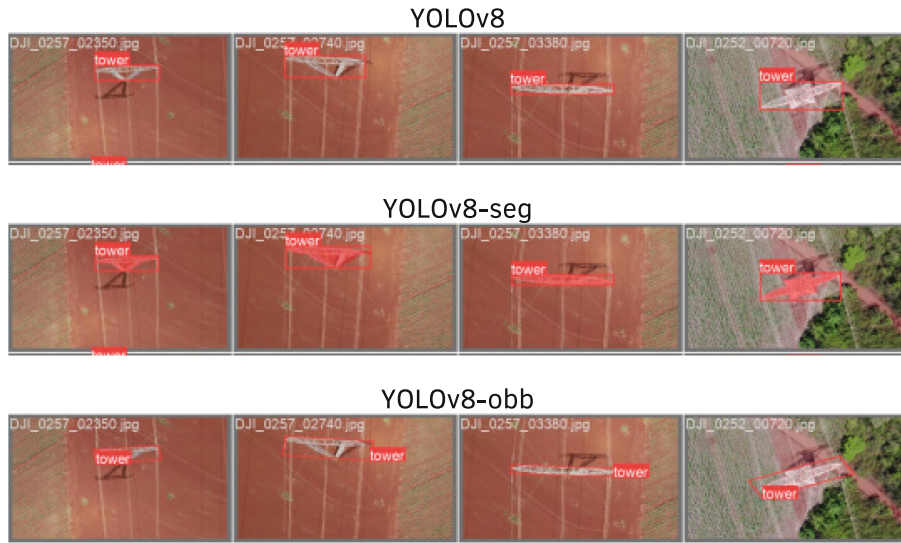 YOLOv8
DJI_0257_02350.jpg DJI_0257_02740.jpg DJI_0257_03380.jpg DJI_0252_00720.jpg
tower tower tower tower
tower
YOLOv8-seg
DJI_0257_02350.jpg DJI_0257_02740.jpg DJI_0257_03380.jpg DJI_0252_00720.jpg
tower tower tower tower
tower
YOLOv8-obb
DJI_0257_02350.jpg DJI_0257_02740.jpg DJI_0257_03380.jpg DJI_0252_00720.jpg
tower tower tower tower